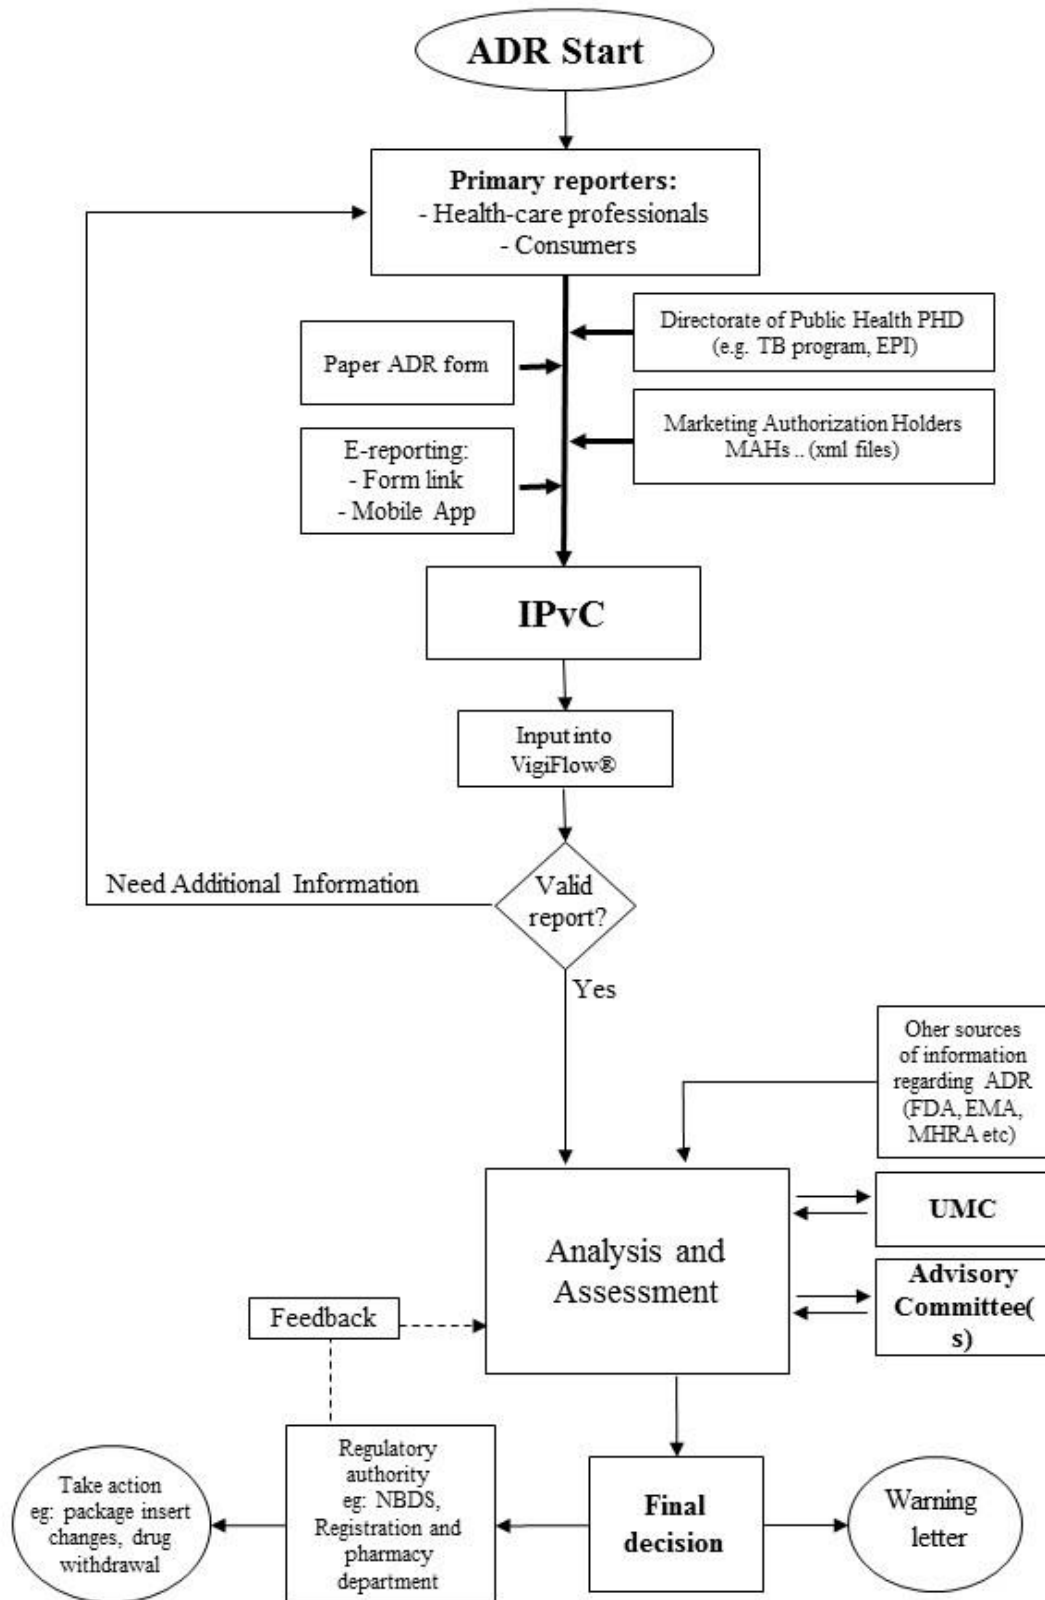 ADR Start
Primary reporters:
- Health-care professionals
- Consumers
Directorate of Public Health PHD
(e.g. TB program, EPI)
Paper ADR form
Marketing Authorization Holders
MAHs .. (xml files)
E-reporting:
- Form link
- Mobile App
IPvC
Input into
VigiFlow®
Need Additional Information
Valid
report?
Yes
Oher sources
of information
regarding ADR
(FDA, EMA,
MHRA etc)
UMC
Analysis and
Assessment
Advisory
Committee(
s)
Feedback
Take action
eg: package insert
changes, drug
withdrawal
Regulatory
authority
eg: NBDS,
Registration and
pharmacy
department
Final
decision
Warning
letter